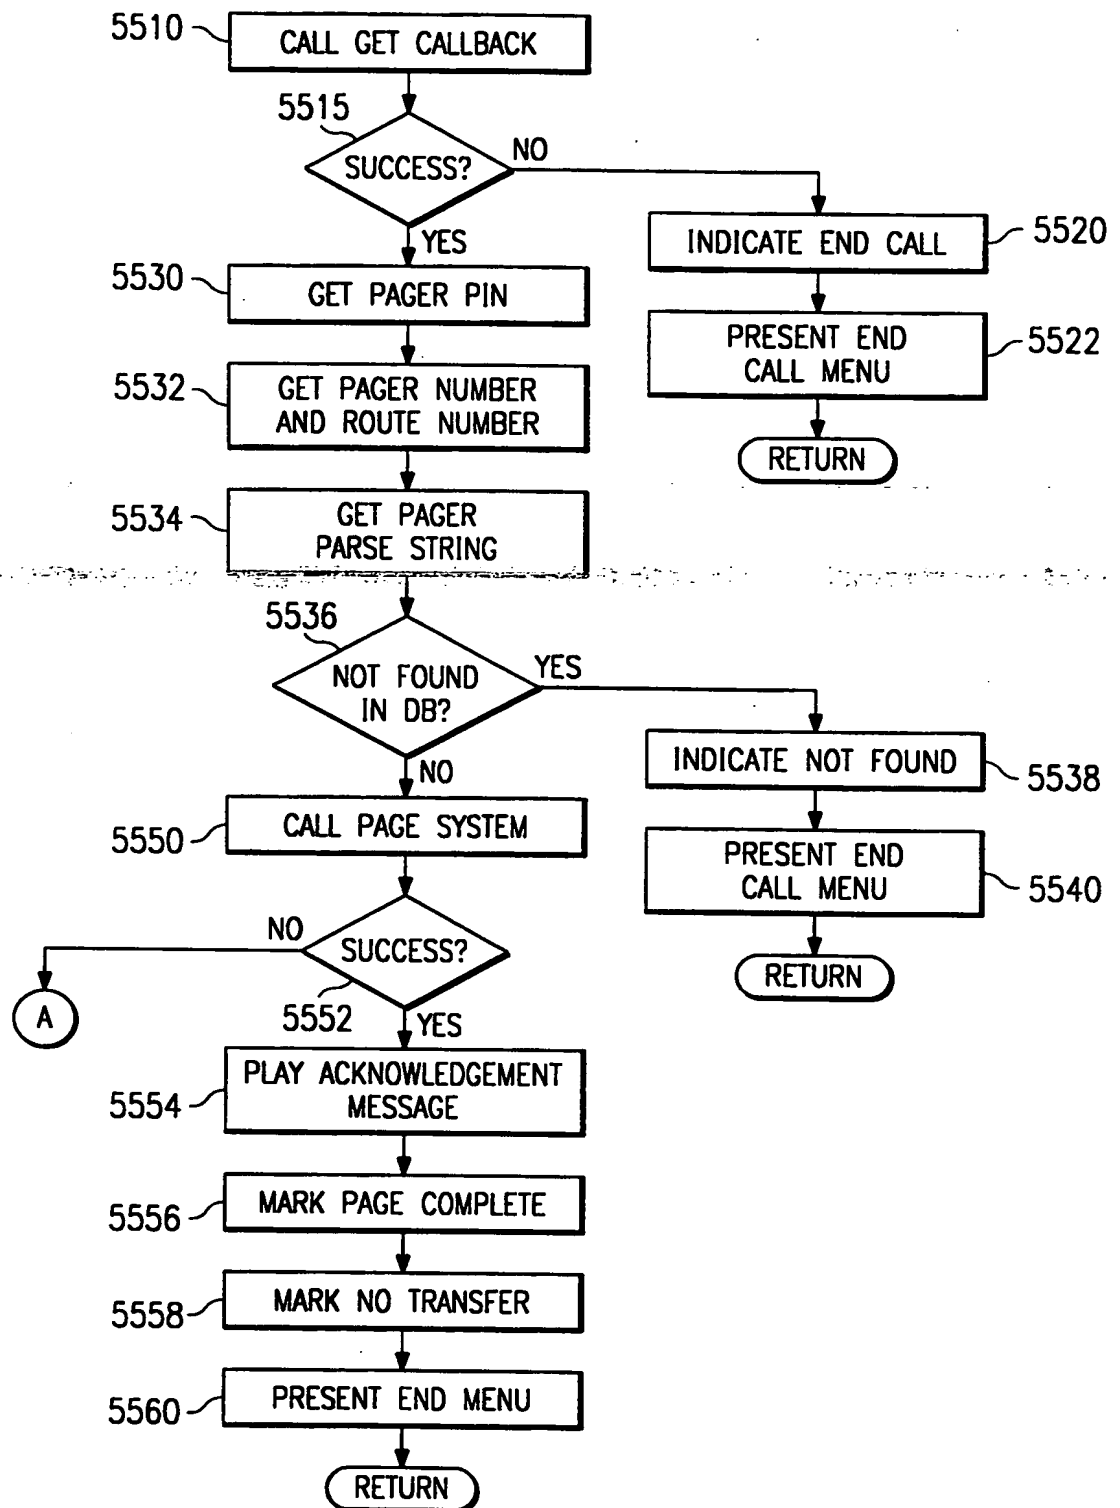 5510
CALL GET CALLBACK
5515
SUCCESS?
NO
YES
INDICATE END CALL
5520
5530
GET PAGER PIN
PRESENT END
CALL MENU
5522
5532
GET PAGER NUMBER
AND ROUTE NUMBER
RETURN
5534
GET PAGER
PARSE STRING
5536
NOT FOUND
IN DB?
YES
NO
INDICATE NOT FOUND
5538
5550
CALL PAGE SYSTEM
PRESENT END
CALL MENU
5540
NO
SUCCESS?
RETURN
A
5552
YES
5554
PLAY ACKNOWLEDGEMENT
MESSAGE
5556
MARK PAGE COMPLETE
5558
MARK NO TRANSFER
5560
PRESENT END MENU
RETURN